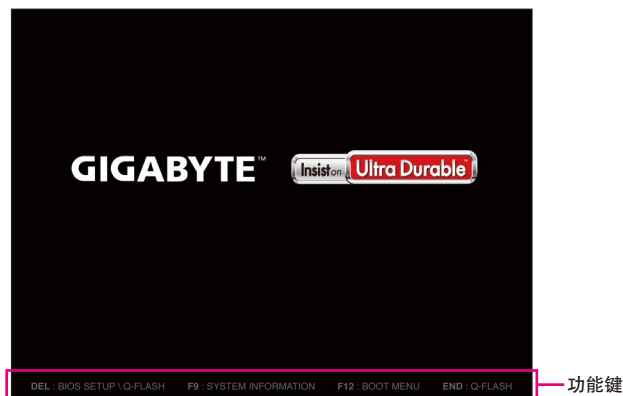 GIGABYTE™
Insist on Ultra Durable™
DEL : BIOS SETUP \ Q-FLASH F9 : SYSTEM INFORMATION F12 : BOOT MENU END : Q-FLASH
功能键